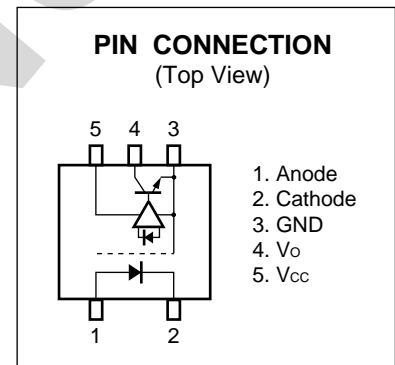 PIN CONNECTION
(Top View)
5 4 3
1. Anode
2. Cathode
3. GND
4. Vo
5. Vcc
1 2